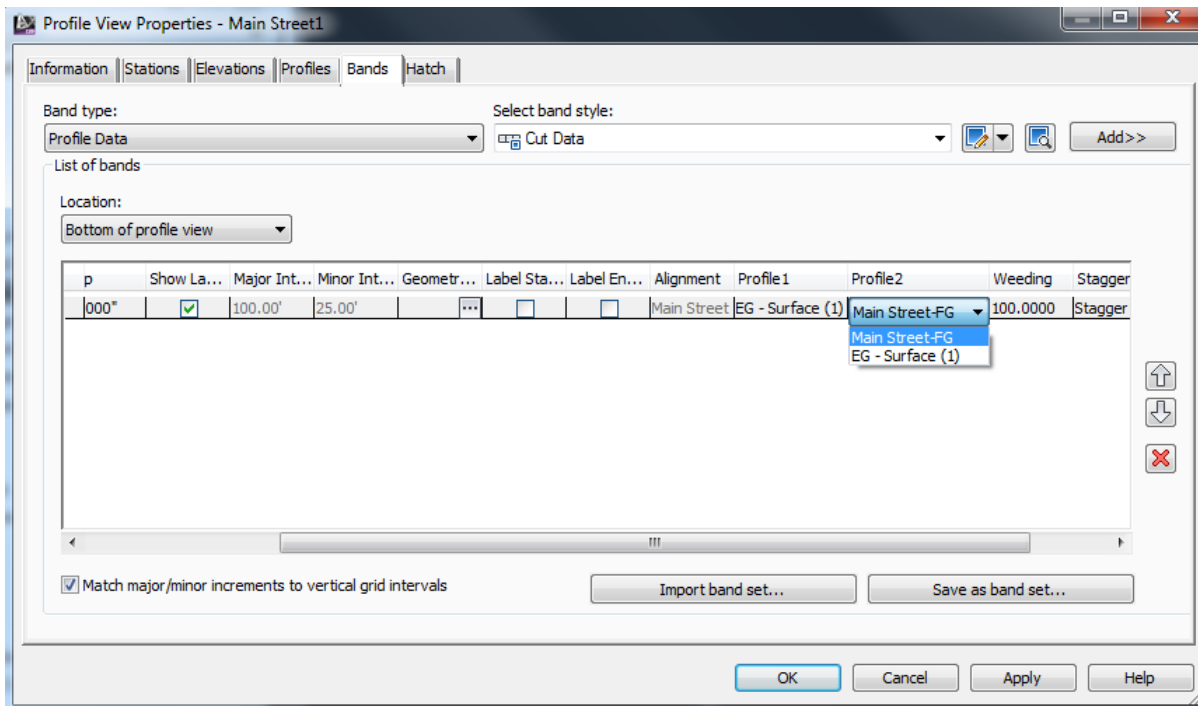 Profile View Properties - Main Street1
Information Stations Elevations Profiles Bands Hatch
Band type: Select band style:
Profile Data Cut Data Add>>
List of bands
Location:
Bottom of profile view
p Show La... Major Int... Minor Int... Geometr... Label Sta... Label En... Alignment Profile1 Profile2 Weeding Stagger
000" 100.00' 25.00' ... Main Street EG - Surface (1) Main Street-FG 100.0000 Stagger
Main Street-FG
EG - Surface (1)
Match major/minor increments to vertical grid intervals Import band set... Save as band set...
OK Cancel Apply Help